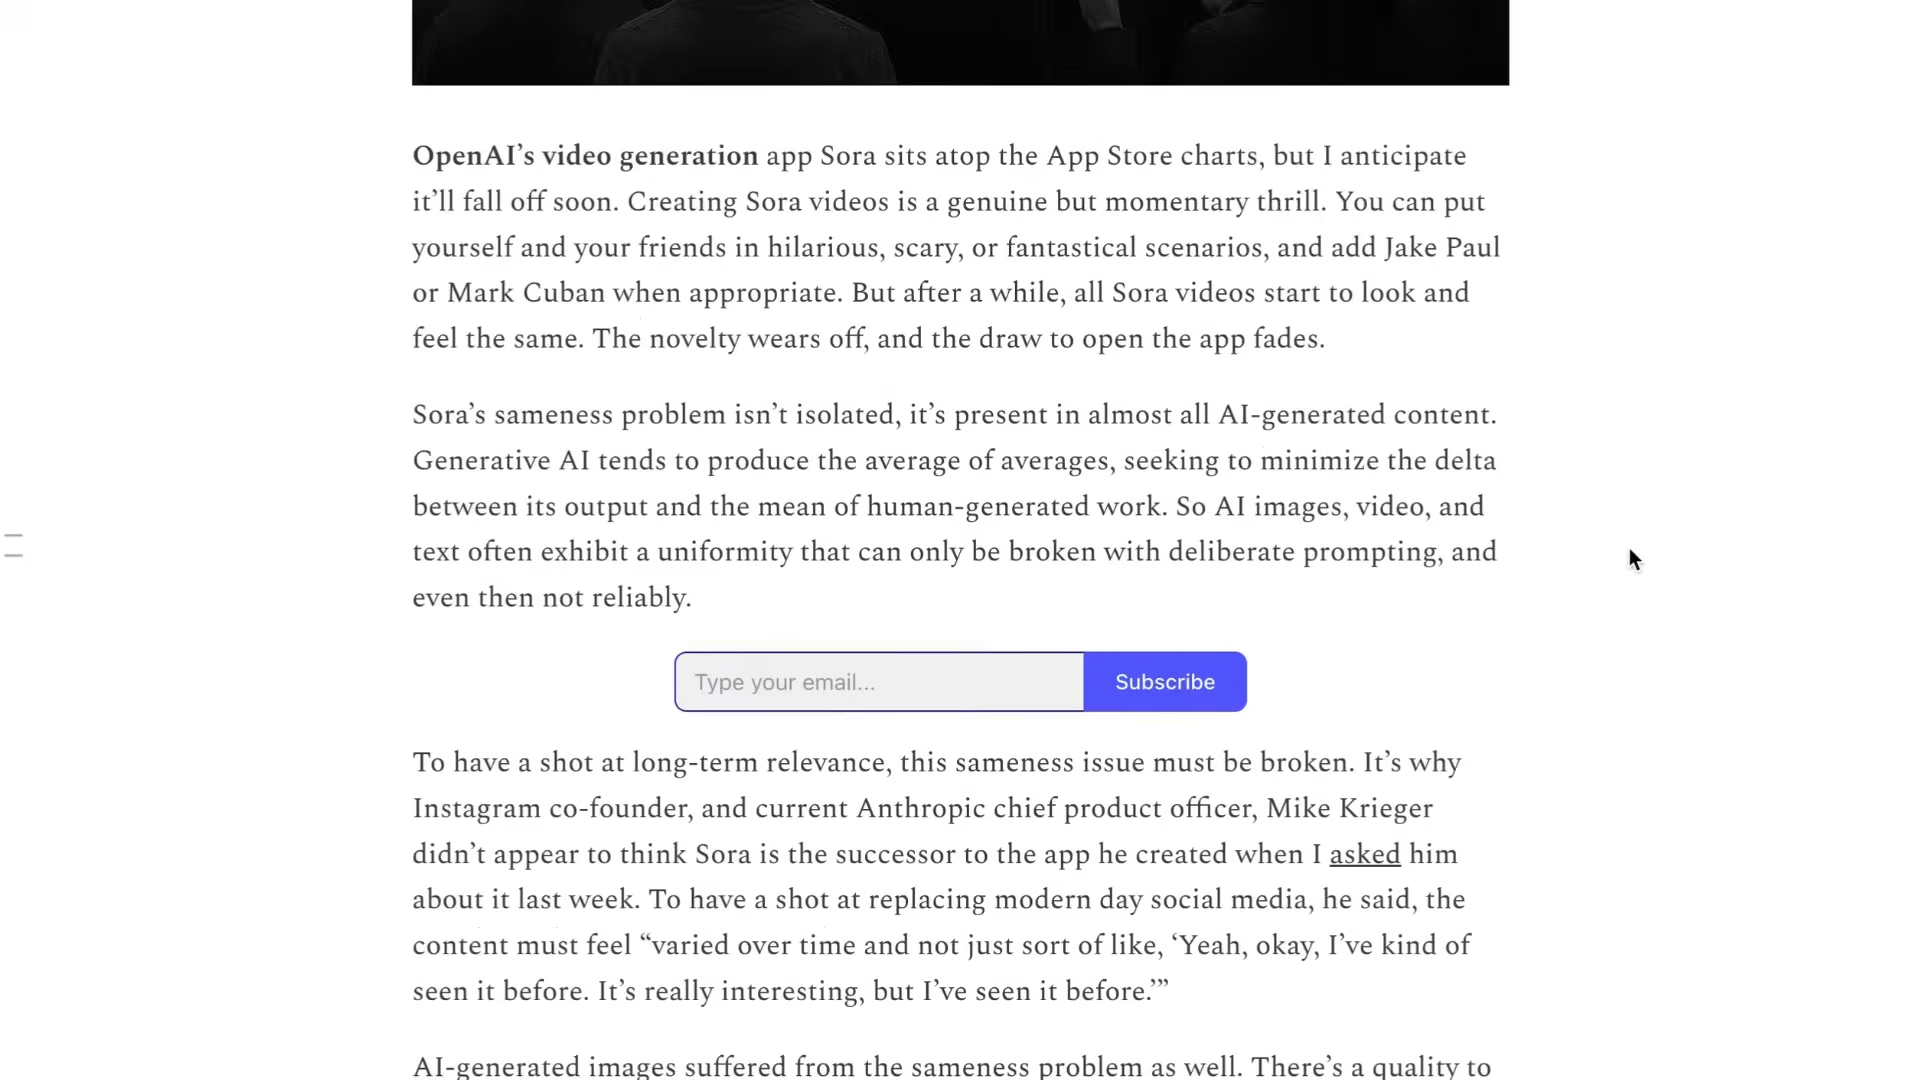 OpenAI’s video generation app Sora sits atop the App Store charts, but I anticipate
it’ll fall off soon. Creating Sora videos is a genuine but momentary thrill. You can put
yourself and your friends in hilarious, scary, or fantastical scenarios, and add Jake Paul
or Mark Cuban when appropriate. But after a while, all Sora videos start to look and
feel the same. The novelty wears off, and the draw to open the app fades.
Sora’s sameness problem isn’t isolated, it’s present in almost all AI-generated content.
Generative AI tends to produce the average of averages, seeking to minimize the delta
between its output and the mean of human-generated work. So AI images, video, and
text often exhibit a uniformity that can only be broken with deliberate prompting, and
even then not reliably.
Type your email...
Subscribe
To have a shot at long-term relevance, this sameness issue must be broken. It’s why
Instagram co-founder, and current Anthropic chief product officer, Mike Krieger
didn’t appear to think Sora is the successor to the app he created when I asked him
about it last week. To have a shot at replacing modern day social media, he said, the
content must feel “varied over time and not just sort of like, ‘Yeah, okay, I’ve kind of
seen it before. It’s really interesting, but I’ve seen it before.’”
AI-generated images suffered from the sameness problem as well. There’s a quality to